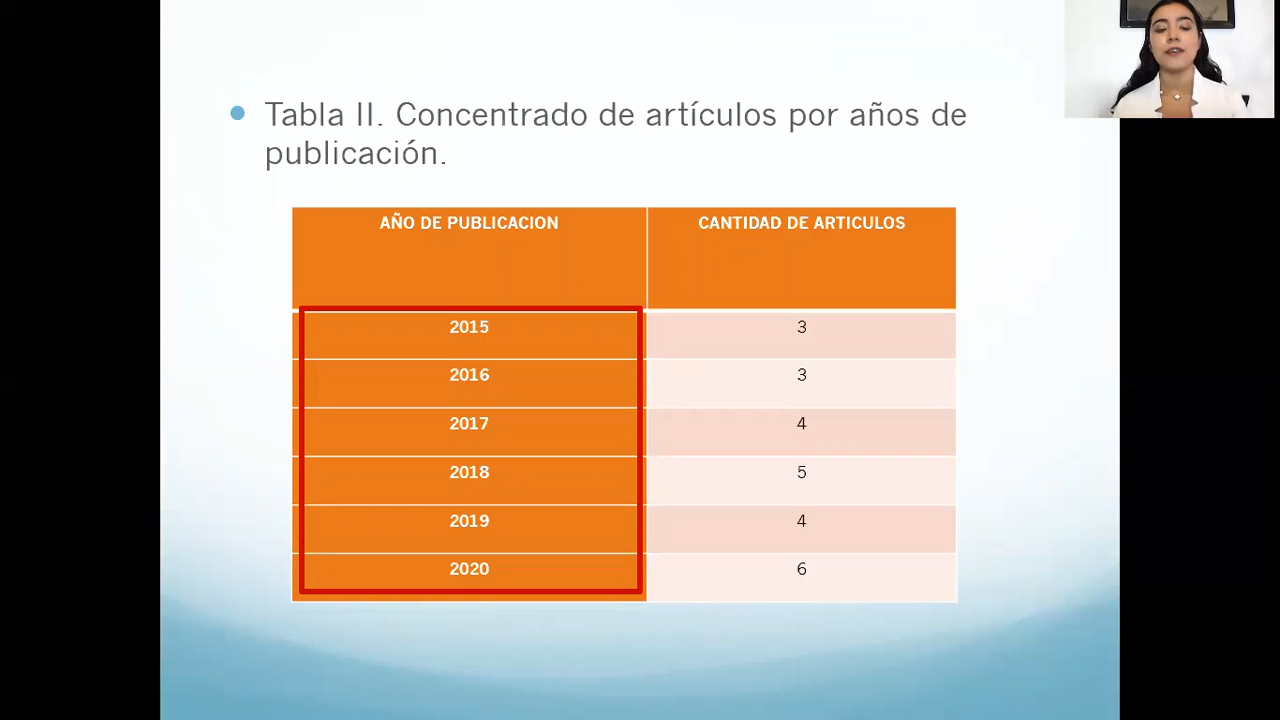 Tabla II. Concentrado de artículos por años de
publicación.
AÑO DE PUBLICACION CANTIDAD DE ARTICULOS
2015 3
2016 3
2017 4
2018 5
2019 4
2020 6